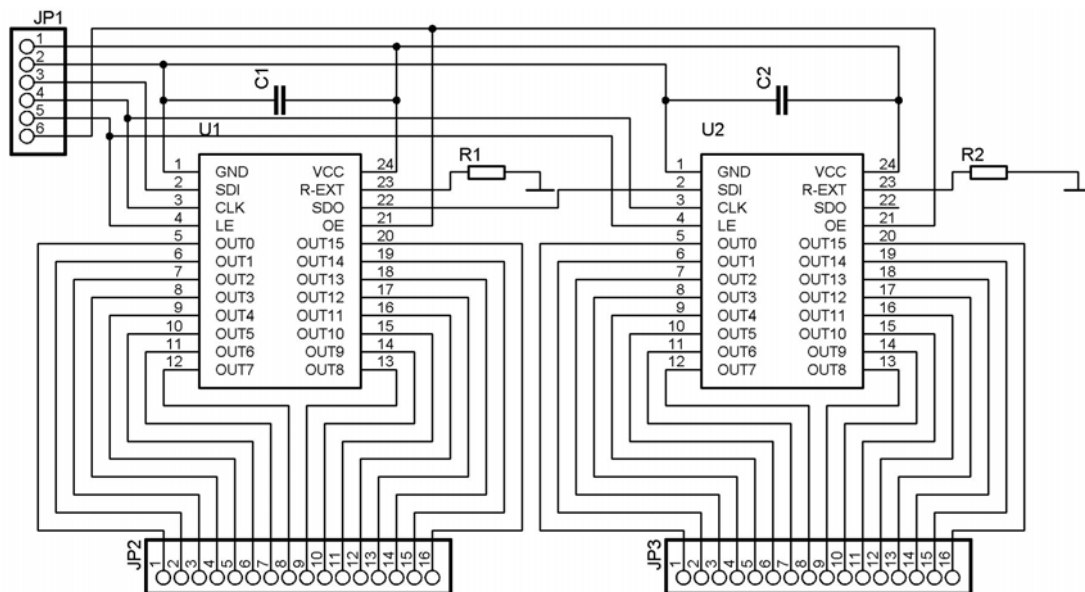 JP1
1
2
3
4
5
6
C1
C2
U1
U2
R1
R2
1 GND VCC 24
2 SDI R-EXT 23
3 CLK SDO 22
4 LE OE 21
5 OUT0 OUT15 20
6 OUT1 OUT14 19
7 OUT2 OUT13 18
8 OUT3 OUT12 17
9 OUT4 OUT11 16
10 OUT5 OUT10 15
11 OUT6 OUT9 14
12 OUT7 OUT8 13
1 GND VCC 24
2 SDI R-EXT 23
3 CLK SDO 22
4 LE OE 21
5 OUT0 OUT15 20
6 OUT1 OUT14 19
7 OUT2 OUT13 18
8 OUT3 OUT12 17
9 OUT4 OUT11 16
10 OUT5 OUT10 15
11 OUT6 OUT9 14
12 OUT7 OUT8 13
JP2
1 2 3 4 5 6 7 8 9 10 11 12 13 14 15 16
JP3
1 2 3 4 5 6 7 8 9 10 11 12 13 14 15 16